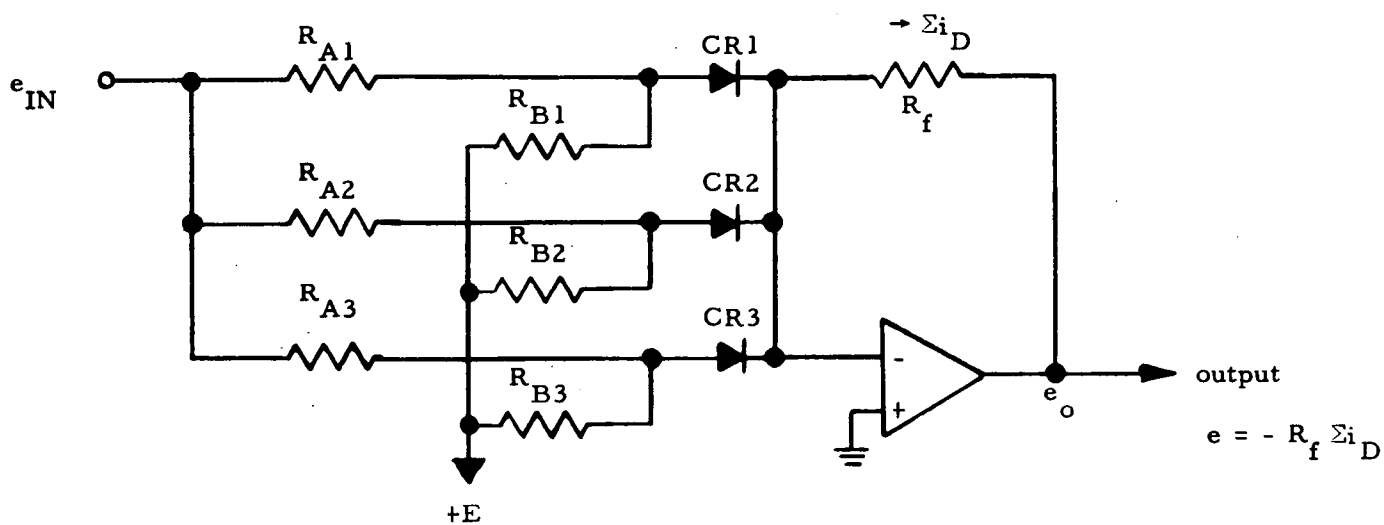 → Σi_D
R_A1
CR1
e_IN
R_B1
R_f
R_A2
CR2
R_B2
R_A3
CR3
R_B3
-
+
e_o
output
e = - R_f Σi_D
+E